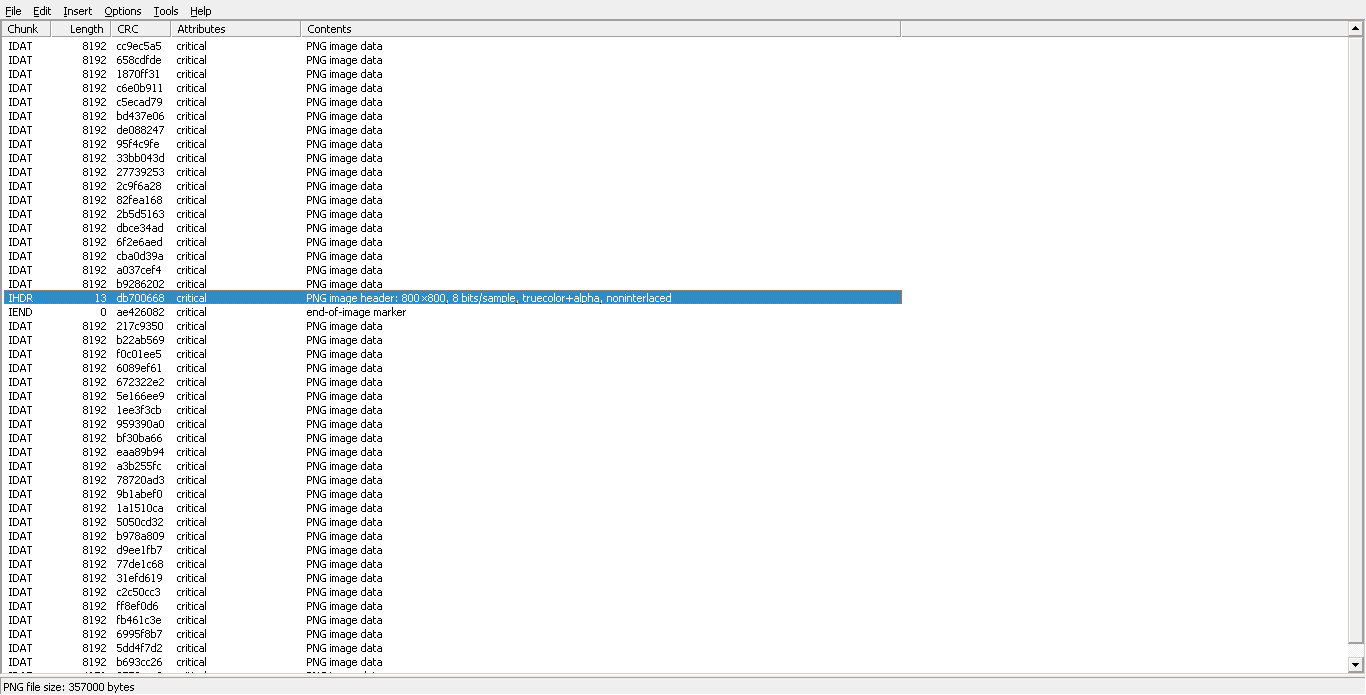 File Edit Insert Options Tools Help
Chunk Length CRC Attributes Contents
IDAT 8192 cc9ec5a5 critical PNG image data
IDAT 8192 658cdfde critical PNG image data
IDAT 8192 1870ff31 critical PNG image data
IDAT 8192 c6e0b911 critical PNG image data
IDAT 8192 c5ecad79 critical PNG image data
IDAT 8192 bd437e06 critical PNG image data
IDAT 8192 de088247 critical PNG image data
IDAT 8192 95f4c9fe critical PNG image data
IDAT 8192 33bb043d critical PNG image data
IDAT 8192 27739253 critical PNG image data
IDAT 8192 2c9f6a28 critical PNG image data
IDAT 8192 82fea168 critical PNG image data
IDAT 8192 2b5d5163 critical PNG image data
IDAT 8192 dbce34ad critical PNG image data
IDAT 8192 6f2e6aed critical PNG image data
IDAT 8192 cba0d39a critical PNG image data
IDAT 8192 a037cef4 critical PNG image data
IDAT 8192 b9286202 critical PNG image data
IHDR 13 db700668 critical PNG image header: 800×800, 8 bits/sample, truecolor+alpha, noninterlaced
IEND 0 ae426082 critical end-of-image marker
IDAT 8192 217c9350 critical PNG image data
IDAT 8192 b22ab569 critical PNG image data
IDAT 8192 f0c01ee5 critical PNG image data
IDAT 8192 6089ef61 critical PNG image data
IDAT 8192 672322e2 critical PNG image data
IDAT 8192 5e166ee9 critical PNG image data
IDAT 8192 1ee3f3cb critical PNG image data
IDAT 8192 959390a0 critical PNG image data
IDAT 8192 bf30ba66 critical PNG image data
IDAT 8192 eaa89b94 critical PNG image data
IDAT 8192 a3b255fc critical PNG image data
IDAT 8192 78720ad3 critical PNG image data
IDAT 8192 9b1abef0 critical PNG image data
IDAT 8192 1a1510ca critical PNG image data
IDAT 8192 5050cd32 critical PNG image data
IDAT 8192 b978a809 critical PNG image data
IDAT 8192 d9ee1fb7 critical PNG image data
IDAT 8192 77de1c68 critical PNG image data
IDAT 8192 31efd619 critical PNG image data
IDAT 8192 c2c50cc3 critical PNG image data
IDAT 8192 ff8ef0d6 critical PNG image data
IDAT 8192 fb461c3e critical PNG image data
IDAT 8192 6995f8b7 critical PNG image data
IDAT 8192 5dd4f7d2 critical PNG image data
IDAT 8192 b693cc26 critical PNG image data
PNG file size: 357000 bytes